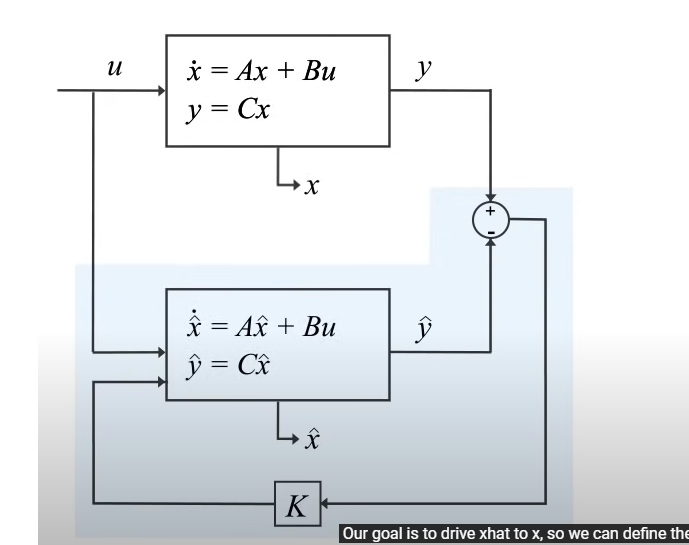 u
ẋ = Ax + Bu
y = Cx
y
x
+
-
x̂̇ = Ax̂ + Bu
ŷ = Cx̂
ŷ
x̂
K
Our goal is to drive xhat to x, so we can define the